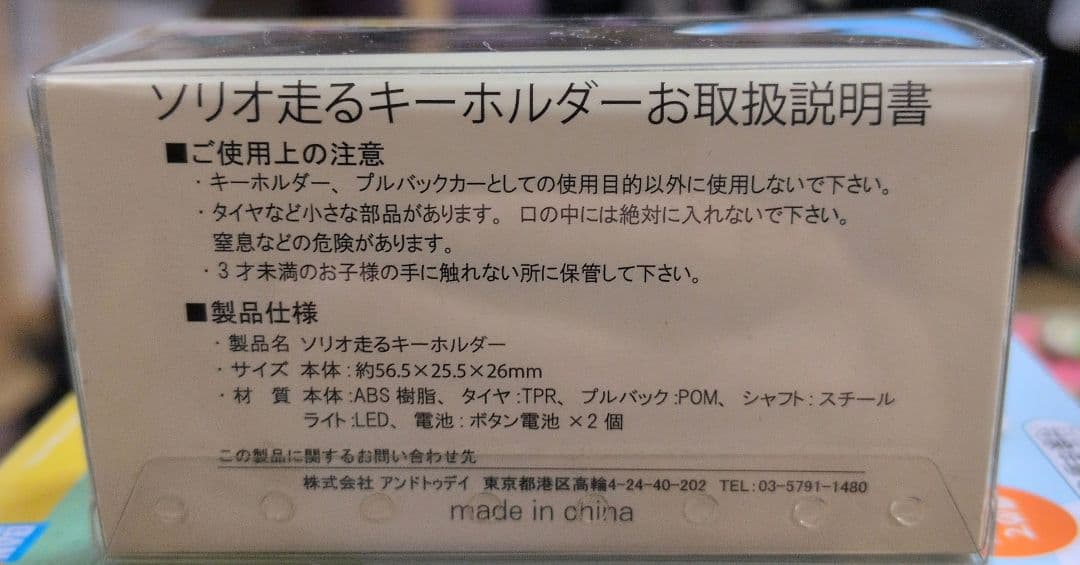 ソリオ走るキーホルダーお取扱説明書
■ご使用上の注意
・キーホルダー、プルバックカーとしての使用目的以外に使用しないで下さい。
・タイヤなど小さな部品があります。口の中には絶対に入れないで下さい。
窒息などの危険があります。
・3才未満のお子様の手に触れない所に保管して下さい。
■製品仕様
・製品名 ソリオ走るキーホルダー
・サイズ 本体:約56.5×25.5×26mm
・材 質 本体:ABS樹脂、タイヤ:TPR、プルバック:POM、シャフト:スチール
ライト:LED、電池:ボタン電池×2個
この製品に関するお問い合わせ先
株式会社 アンドトゥデイ 東京都港区高輪4-24-40-202 TEL:03-5791-1480
made in china